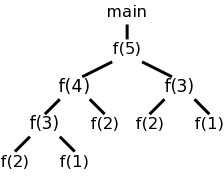 main
f(5)
f(4) f(3)
f(3) f(2) f(2) f(1)
f(2) f(1)